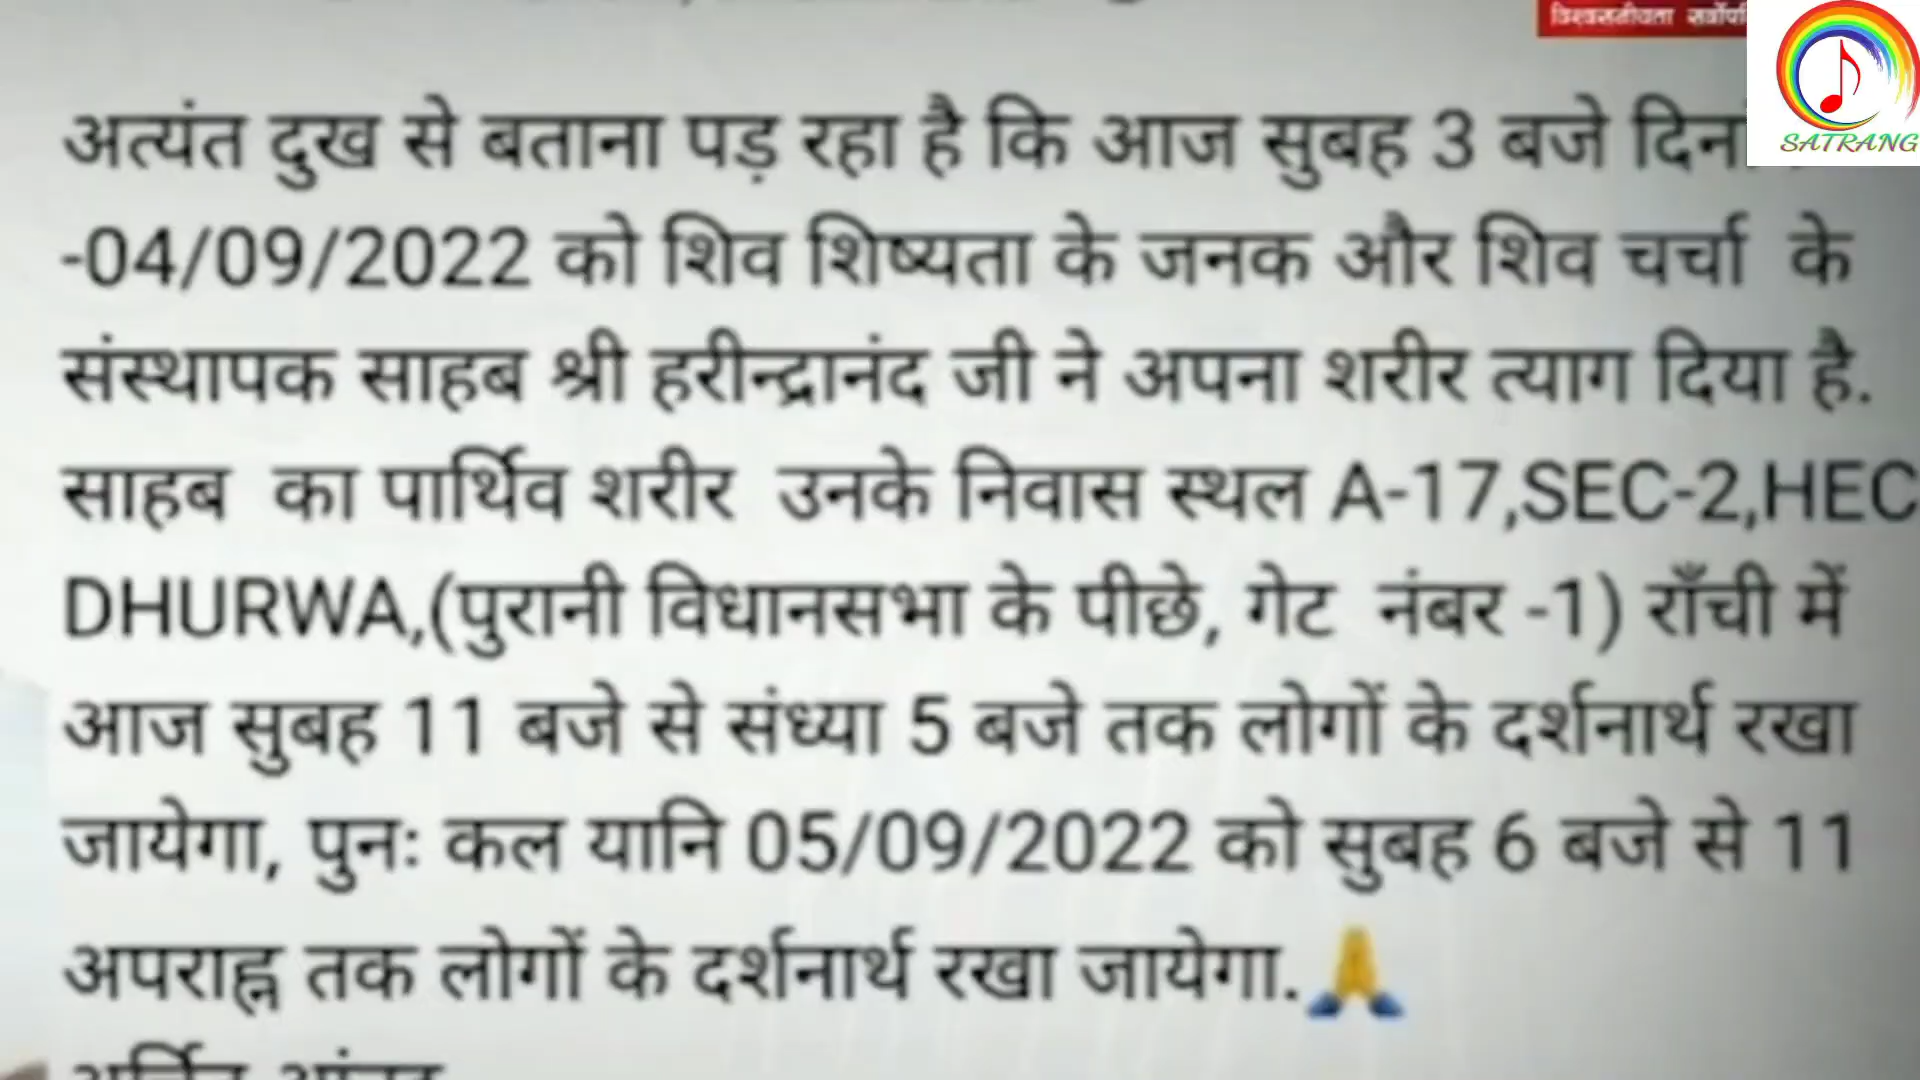 विश्वसनीयता
SATRANG
अत्यंत दुख से बताना पड़ रहा है कि आज सुबह 3 बजे
-04/09/2022 को शिव शिष्यता के जनक और शिव चर्चा के
संस्थापक साहब श्री हरीन्द्रानंद जी ने अपना शरीर त्याग दिया है.
साहब का पार्थिव शरीर उनके निवास स्थल A-17,SEC-2,HEC
DHURWA,(पुरानी विधानसभा के पीछे, गेट नंबर -1) राँची में
आज सुबह 11 बजे से संध्या 5 बजे तक लोगों के दर्शनार्थ रखा
जायेगा, पुनः कल यानि 05/09/2022 को सुबह 6 बजे से 11
अपराह्न तक लोगों के दर्शनार्थ रखा जायेगा.🙏